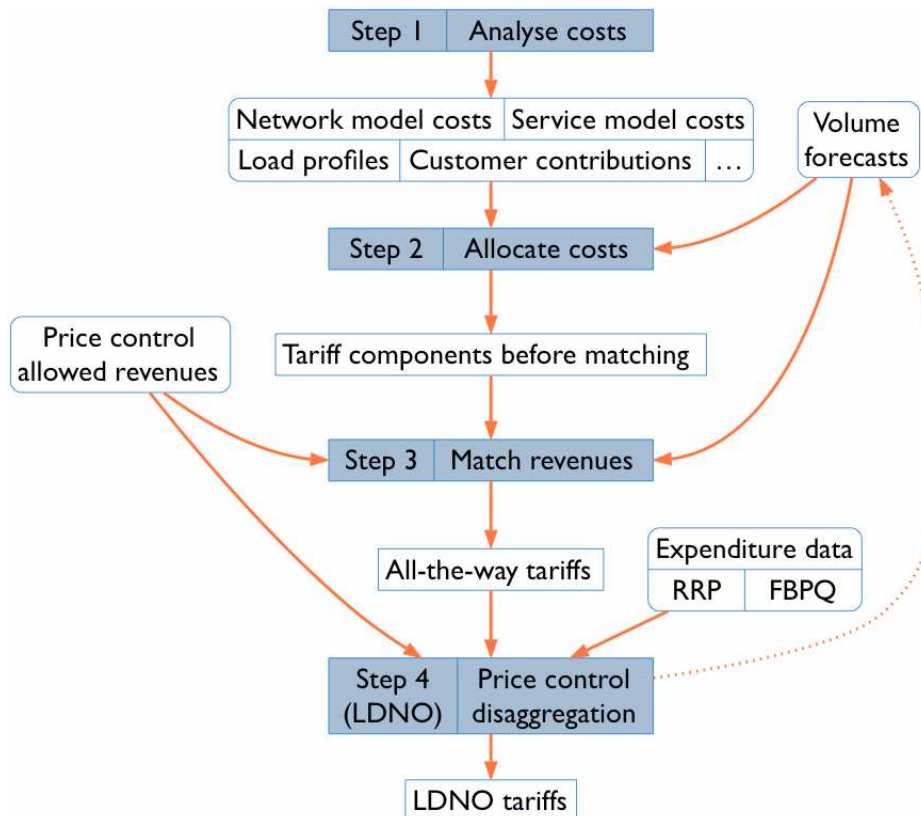 Step 1 Analyse costs
Network model costs Service model costs
Load profiles Customer contributions …
Volume
forecasts
Step 2 Allocate costs
Price control
allowed revenues
Tariff components before matching
Step 3 Match revenues
All-the-way tariffs
Expenditure data
RRP FBPQ
Step 4
(LDNO)
Price control
disaggregation
LDNO tariffs